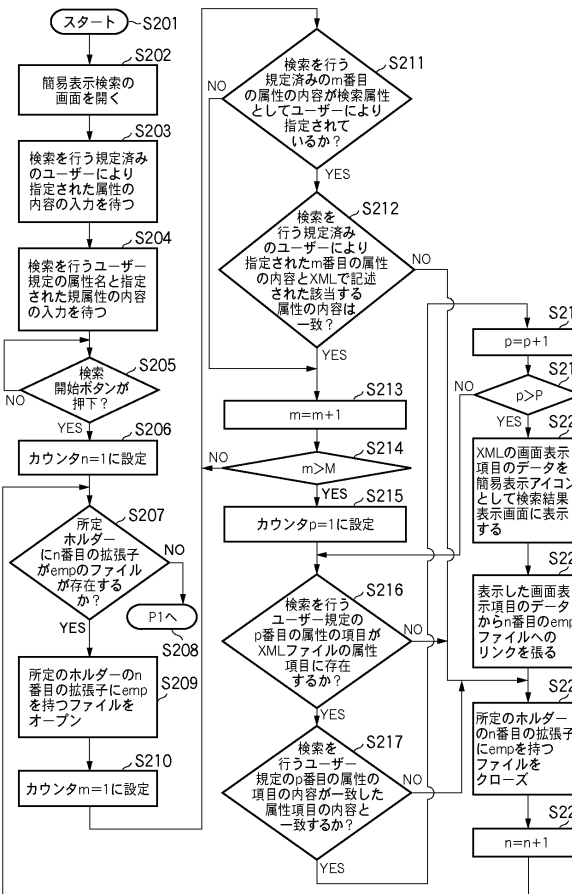 スタート
S201
S202
簡易表示検索の
画面を開く
S203
検索を行う規定済み
のユーザーにより
指定された属性の
内容の入力を待つ
S204
検索を行うユーザー
規定の属性名と指定
された規属性の内容
の入力を待つ
S205
検索
開始ボタンが
押下?
NO
YES
S206
カウンタn=1に設定
S207
所定
ホルダー
にn番目の拡張子
がempのファイル
が存在する
か?
NO
YES
P1へ
S208
S209
所定のホルダーのn
番目の拡張子にemp
を持つファイルを
オープン
S210
カウンタm=1に設定
S211
検索を行う
規定済みのm番目
の属性の内容が検索属性
としてユーザーにより
指定されて
いるか?
NO
YES
S212
検索を
行う規定済み
のユーザーにより
指定されたm番目の属性
の内容とXMLで記述
された該当する
属性の内容は
一致?
NO
YES
S213
m=m+1
S214
m>M
NO
YES
S215
カウンタp=1に設定
S216
検索を行う
ユーザー規定の
p番目の属性の項目が
XMLファイルの属性
項目に存在
するか?
NO
YES
S217
検索を
行うユーザー
規定のp番目の属性の
項目の内容が一致した
属性項目の内容と
一致するか?
NO
YES
S21
p=p+1
S21
p>P
NO
YES
S22
XMLの画面表示
項目のデータを
簡易表示アイコン
として検索結果
表示画面に表示
する
S22
表示した画面表
示項目のデータ
からn番目のemp
ファイルへの
リンクを張る
S22
所定のホルダー
のn番目の拡張子
にempを持つ
ファイルを
クローズ
S22
n=n+1